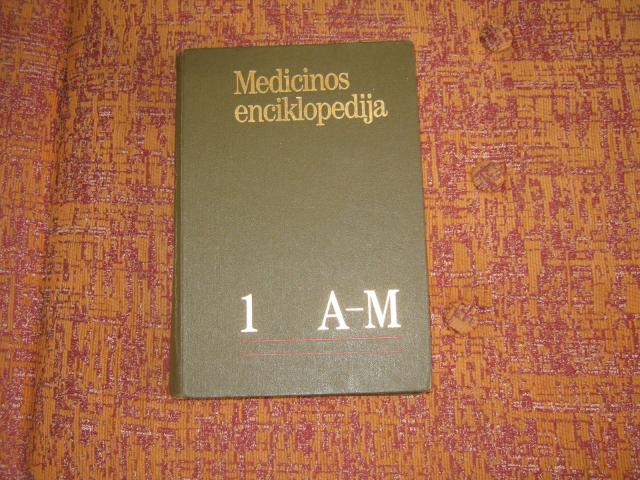 Medicinos
enciklopedija
1 A–M